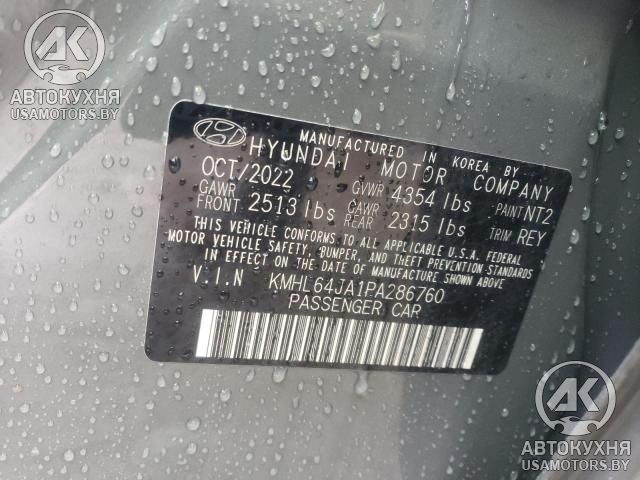 AK
АВТОКУХНЯ
USAMOTORS.BY
MANUFACTURED IN KOREA BY
HYUNDAI MOTOR COMPANY
OCT/2022 GVWR 4354 lbs PAINT NT2
GAWR FRONT 2513 lbs GAWR REAR 2315 lbs TRIM REY
THIS VEHICLE CONFORMS TO ALL APPLICABLE U.S.A. FEDERAL
MOTOR VEHICLE SAFETY, BUMPER, AND THEFT PREVENTION STANDARDS
IN EFFECT ON THE DATE OF MANUFACTURE SHOWN ABOVE.
V I N KMHL64JA1PA286760
PASSENGER CAR
AK
АВТОКУХНЯ
USAMOTORS.BY